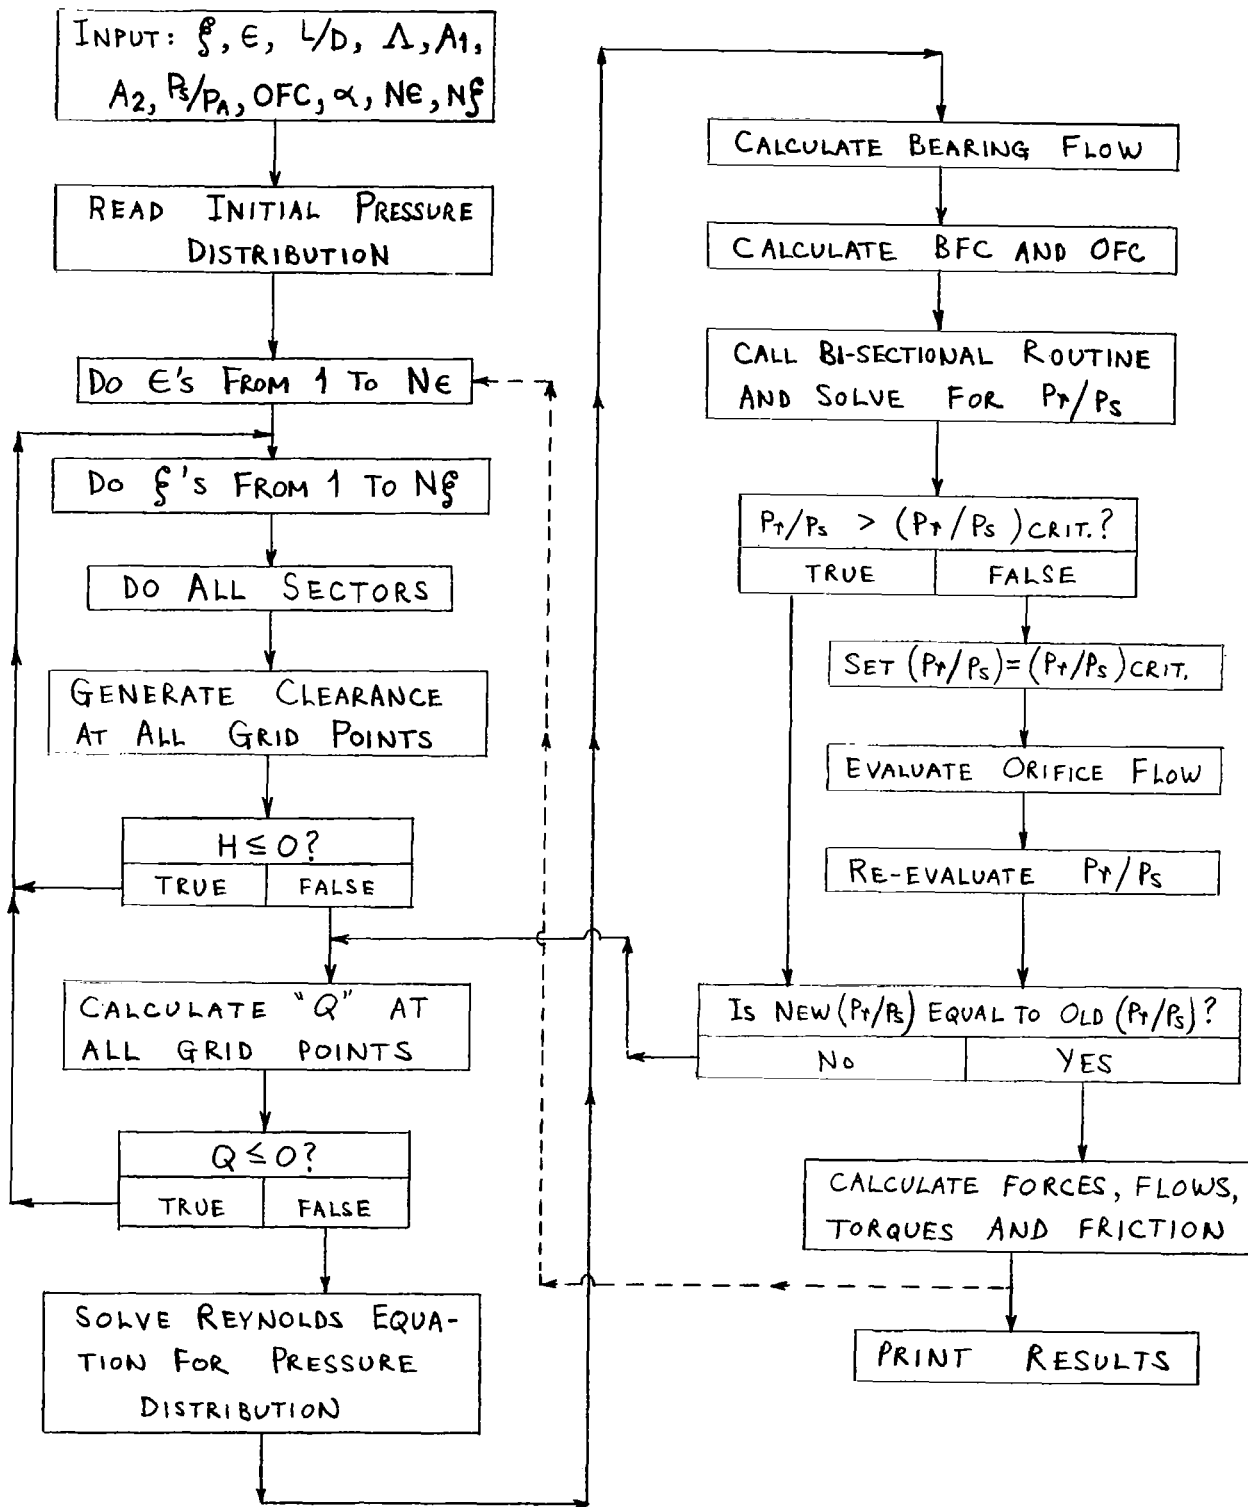 INPUT: ξ, ϵ, L/D, Λ, A1,
A2, Ps/PA, OFC, α, Nϵ, Nξ
READ INITIAL PRESSURE
DISTRIBUTION
DO ϵ'S FROM 1 TO Nϵ
DO ξ'S FROM 1 TO Nξ
DO ALL SECTORS
GENERATE CLEARANCE
AT ALL GRID POINTS
H ≤ 0?
TRUE FALSE
CALCULATE "Q" AT
ALL GRID POINTS
Q ≤ 0?
TRUE FALSE
SOLVE REYNOLDS EQUA-
TION FOR PRESSURE
DISTRIBUTION
CALCULATE BEARING FLOW
CALCULATE BFC AND OFC
CALL BI-SECTIONAL ROUTINE
AND SOLVE FOR Pr/Ps
Pr/Ps > (Pr/Ps) CRIT.?
TRUE FALSE
SET (Pr/Ps) = (Pr/Ps) CRIT.
EVALUATE ORIFICE FLOW
RE-EVALUATE Pr/Ps
IS NEW (Pr/Ps) EQUAL TO OLD (Pr/Ps)?
NO YES
CALCULATE FORCES, FLOWS,
TORQUES AND FRICTION
PRINT RESULTS